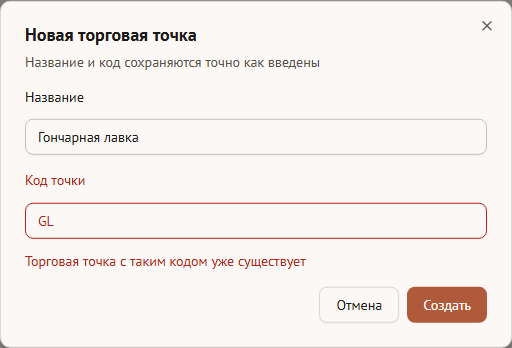 Новая торговая точка
Название и код сохраняются точно как введены
Название
Гончарная лавка
Код точки
GL
Торговая точка с таким кодом уже существует
Отмена
Создать